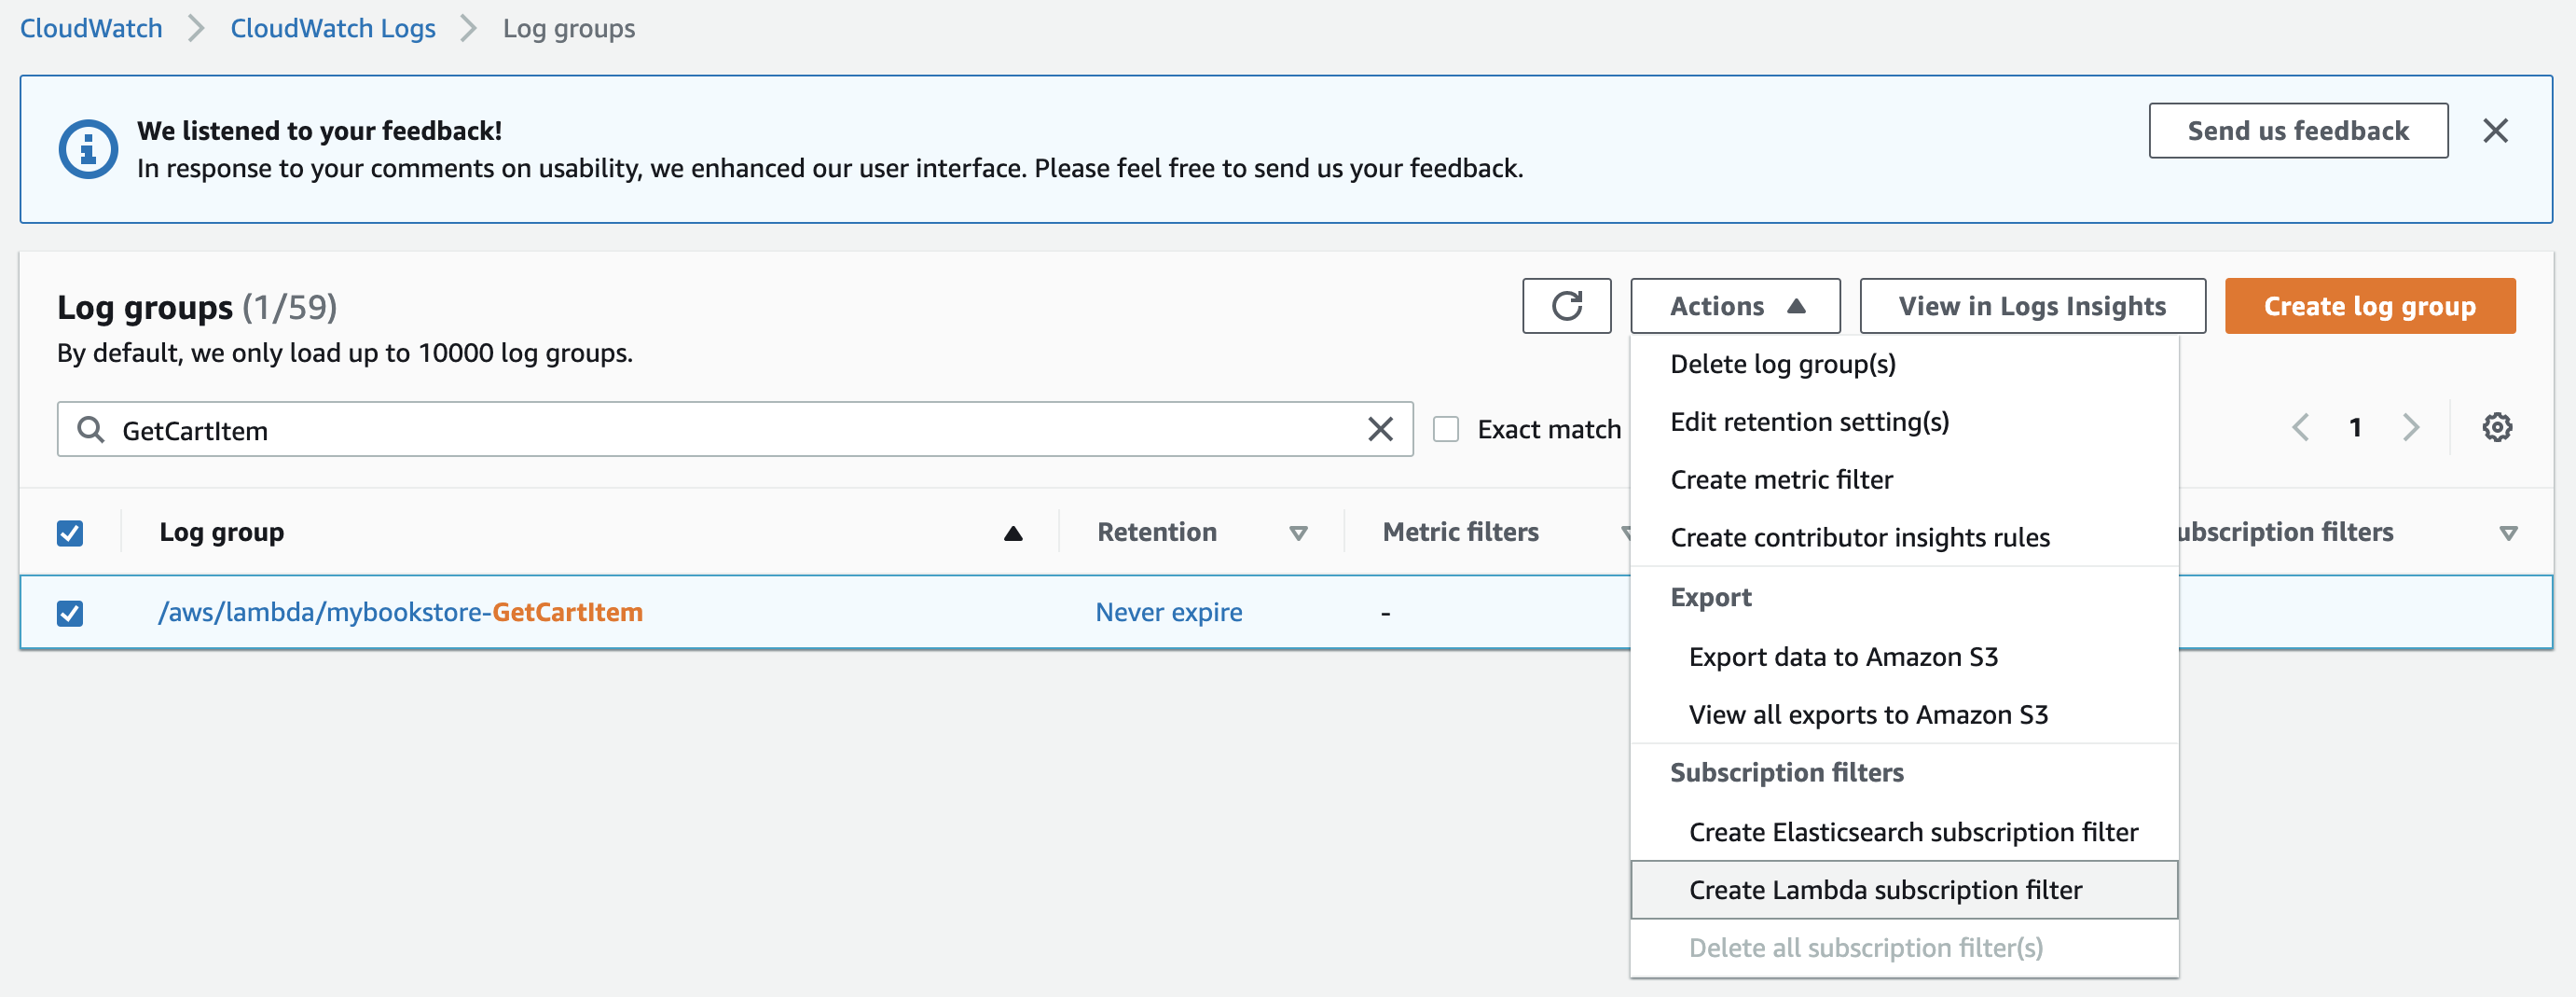 CloudWatch > CloudWatch Logs > Log groups
We listened to your feedback!
In response to your comments on usability, we enhanced our user interface. Please feel free to send us your feedback.
Send us feedback
Log groups (1/59)
By default, we only load up to 10000 log groups.
Actions
View in Logs Insights
Create log group
GetCartItem
Exact match
1
Log group
Retention
Metric filters
ubscription filters
/aws/lambda/mybookstore-GetCartItem
Never expire
-
Delete log group(s)
Edit retention setting(s)
Create metric filter
Create contributor insights rules
Export
Export data to Amazon S3
View all exports to Amazon S3
Subscription filters
Create Elasticsearch subscription filter
Create Lambda subscription filter
Delete all subscription filter(s)